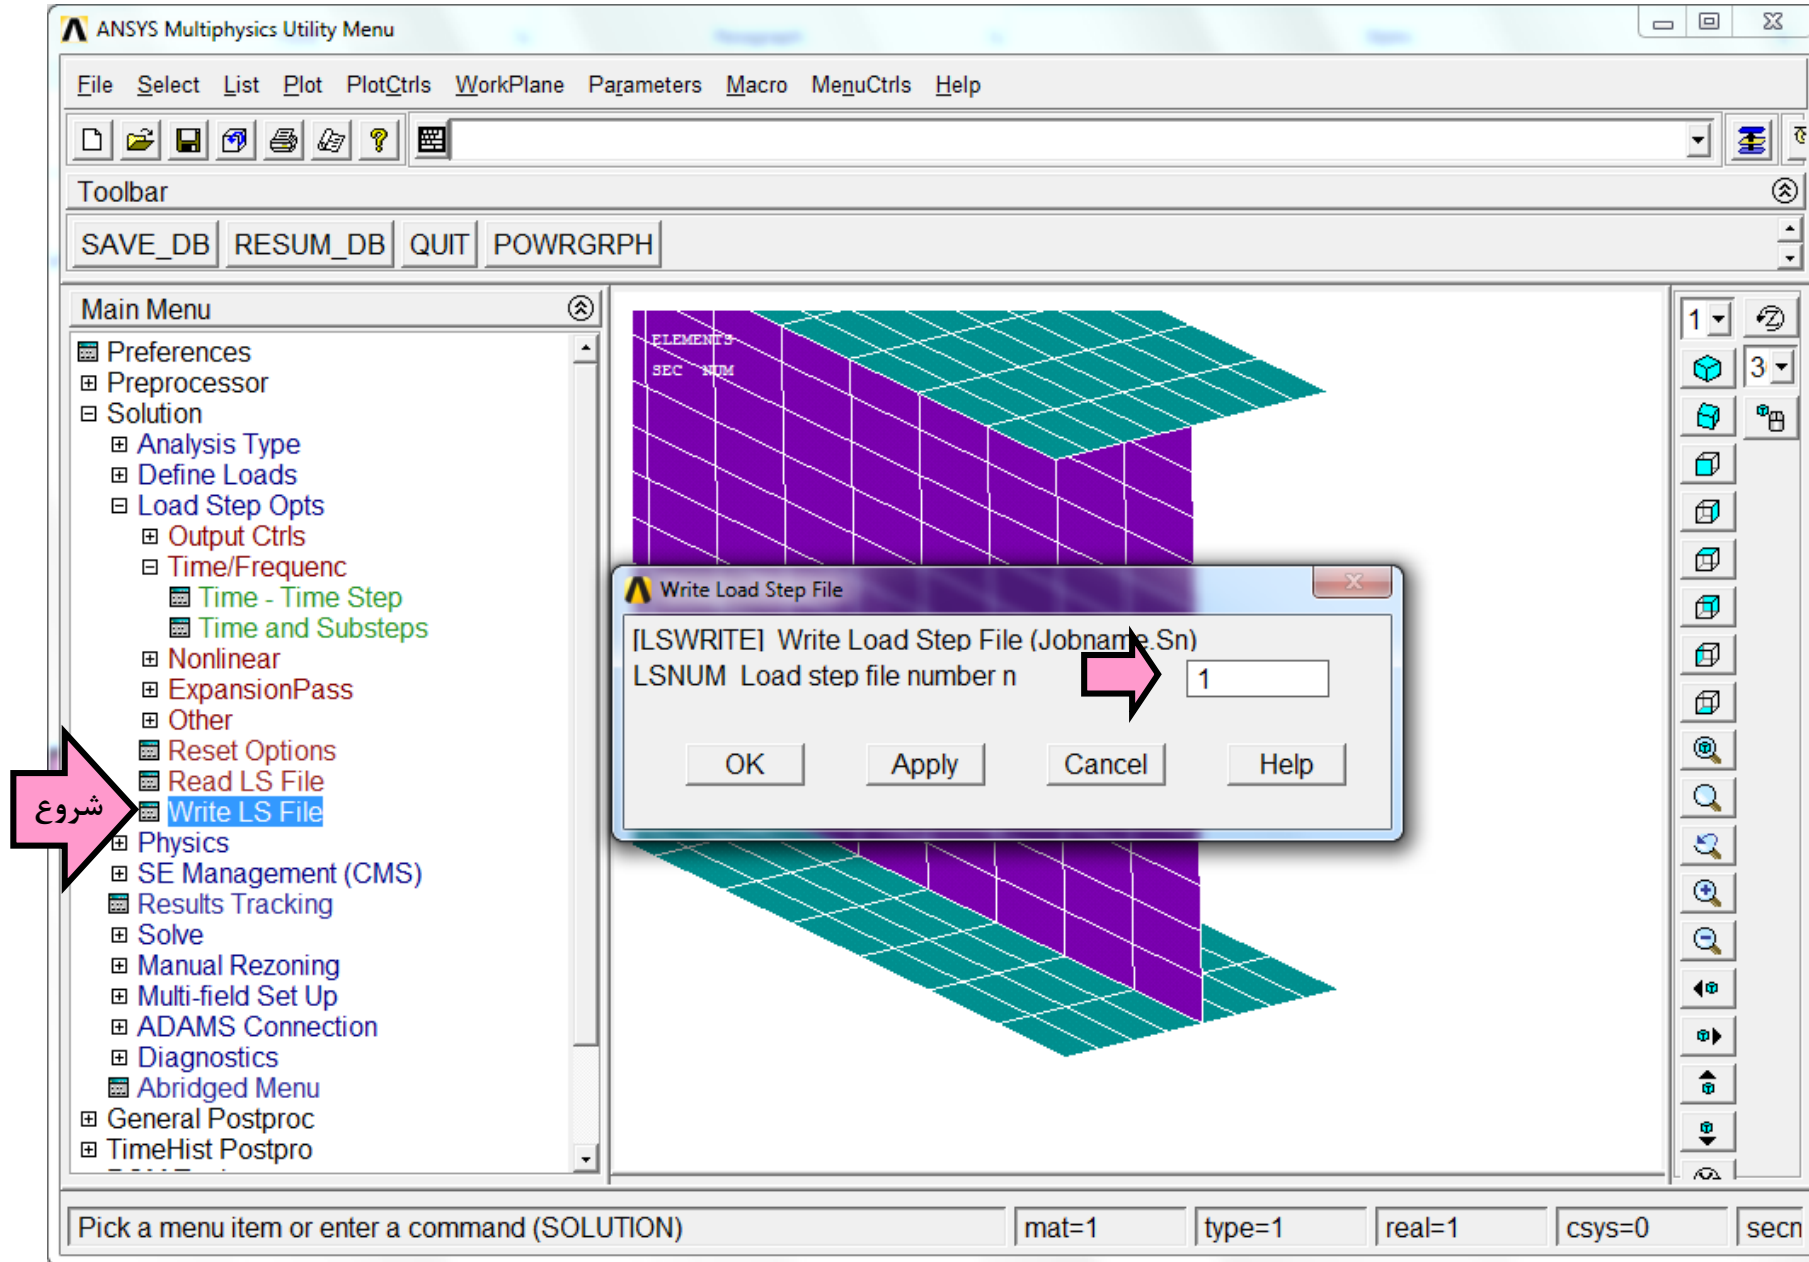 ANSYS Multiphysics Utility Menu
File Select List Plot PlotCtrls WorkPlane Parameters Macro MenuCtrls Help
Toolbar
SAVE_DB RESUM_DB QUIT POWRGRPH
Main Menu
Preferences
Preprocessor
Solution
Analysis Type
Define Loads
Load Step Opts
Output Ctrls
Time/Frequenc
Time - Time Step
Time and Substeps
Nonlinear
ExpansionPass
Other
Reset Options
Read LS File
شروع
Write LS File
Physics
SE Management (CMS)
Results Tracking
Solve
Manual Rezoning
Multi-field Set Up
ADAMS Connection
Diagnostics
Abridged Menu
General Postproc
TimeHist Postpro
ELEMENTS
SEC NUM
Write Load Step File
[LSWRITE] Write Load Step File (Jobname.Sn)
LSNUM Load step file number n 1
OK Apply Cancel Help
1
3
Pick a menu item or enter a command (SOLUTION) mat=1 type=1 real=1 csys=0 secn